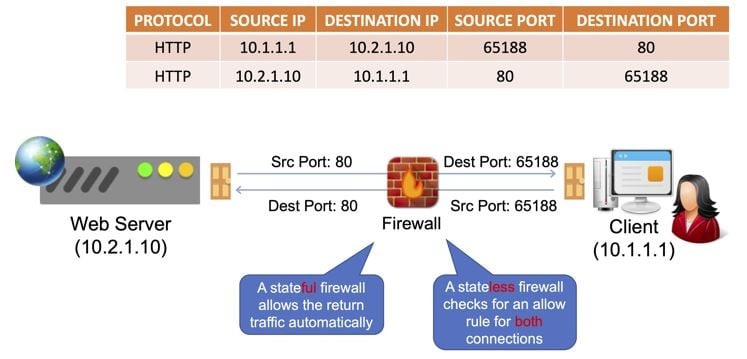 PROTOCOL SOURCE IP DESTINATION IP SOURCE PORT DESTINATION PORT
HTTP 10.1.1.1 10.2.1.10 65188 80
HTTP 10.2.1.10 10.1.1.1 80 65188
Src Port: 80 Dest Port: 65188
Dest Port: 80 Src Port: 65188
Web Server
(10.2.1.10)
Firewall
Client
(10.1.1.1)
A stateful firewall
allows the return
traffic automatically
A stateless firewall
checks for an allow
rule for both
connections